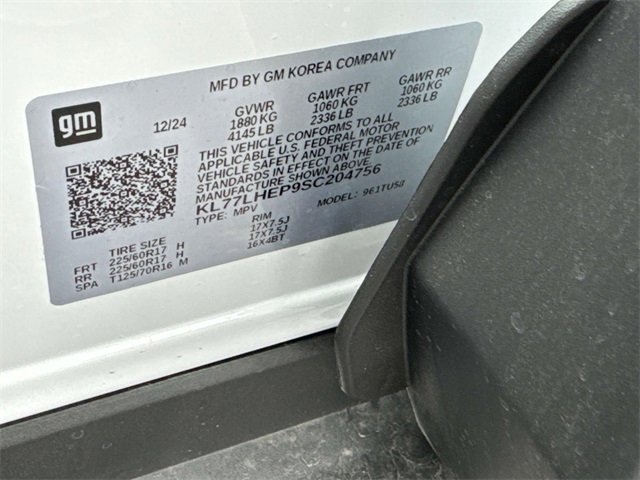 MFD BY GM KOREA COMPANY
gm
12/24 GVWR GAWR FRT GAWR RR
1880 KG 1060 KG 1060 KG
4145 LB 2336 LB 2336 LB
THIS VEHICLE CONFORMS TO ALL
APPLICABLE U.S. FEDERAL MOTOR
VEHICLE SAFETY AND THEFT PREVENTION
STANDARDS IN EFFECT ON THE DATE OF
MANUFACTURE SHOWN ABOVE.
KL77LHEP9SC204756
TYPE: MPV MODEL: 961TU58
TIRE SIZE RIM
FRT 225/60R17 H 17X7.5J
RR 225/60R17 H 17X7.5J
SPA T125/70R16 M 16X4BT